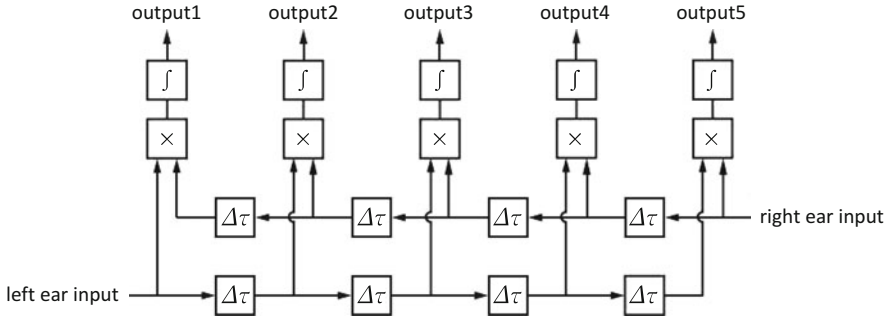 output1 output2 output3 output4 output5
∫ ∫ ∫ ∫ ∫
× × × × ×
Δτ Δτ Δτ Δτ right ear input
left ear input Δτ Δτ Δτ Δτ